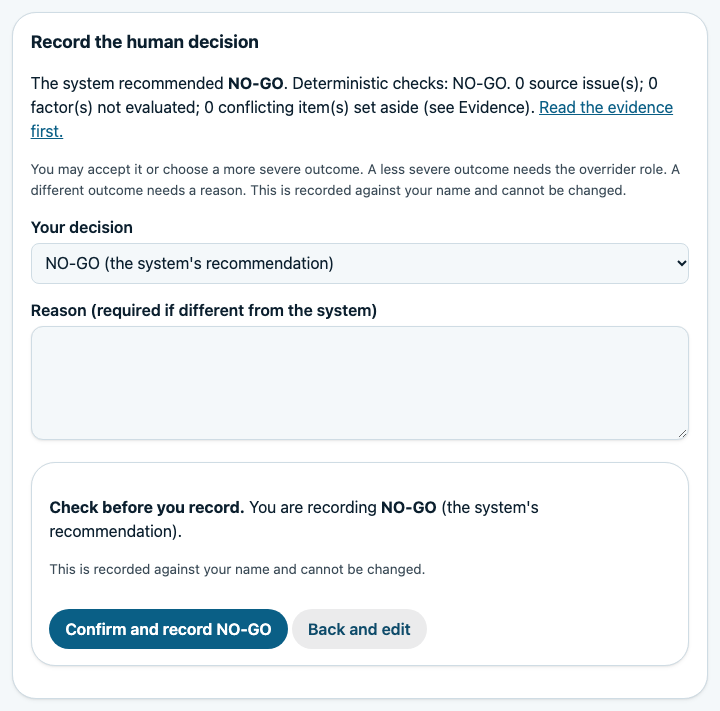 Record the human decision
The system recommended NO-GO. Deterministic checks: NO-GO. 0 source issue(s); 0
factor(s) not evaluated; 0 conflicting item(s) set aside (see Evidence). Read the evidence
first.
You may accept it or choose a more severe outcome. A less severe outcome needs the overrider role. A
different outcome needs a reason. This is recorded against your name and cannot be changed.
Your decision
NO-GO (the system's recommendation)
Reason (required if different from the system)
Check before you record. You are recording NO-GO (the system's
recommendation).
This is recorded against your name and cannot be changed.
Confirm and record NO-GO Back and edit